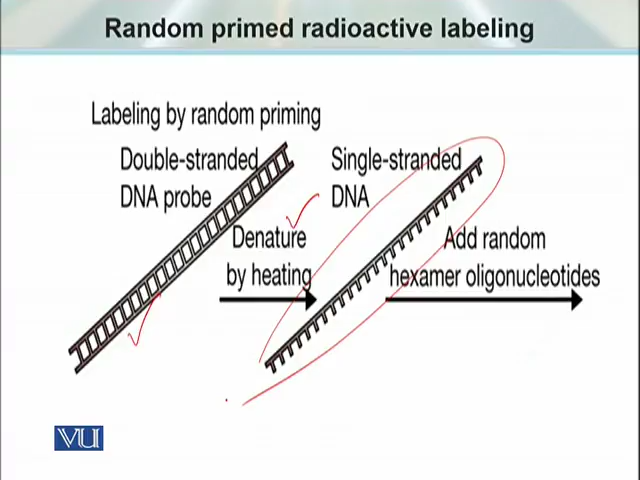 Random primed radioactive labeling
Labeling by random priming
Double-stranded
DNA probe
Single-stranded
DNA
Denature
by heating
Add random
hexamer oligonucleotides
VU